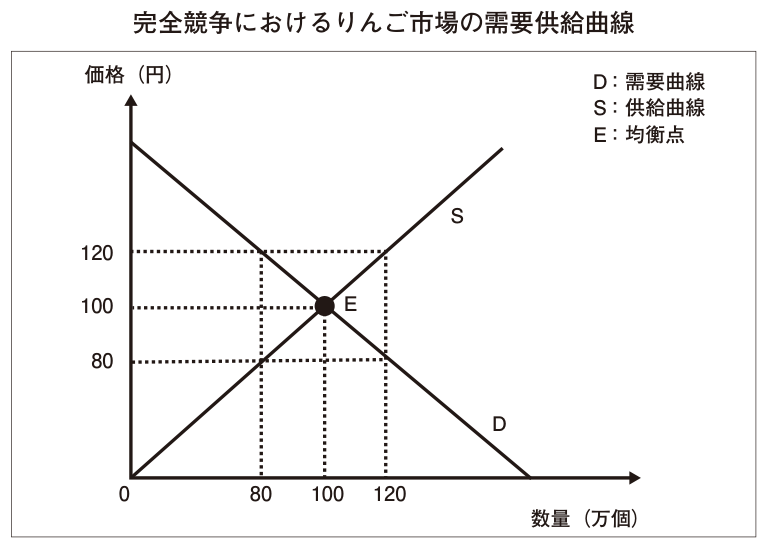 完全競争におけるりんご市場の需要供給曲線
価格（円）
D：需要曲線
S：供給曲線
E：均衡点
S
120
100
E
80
D
0
80
100
120
数量（万個）